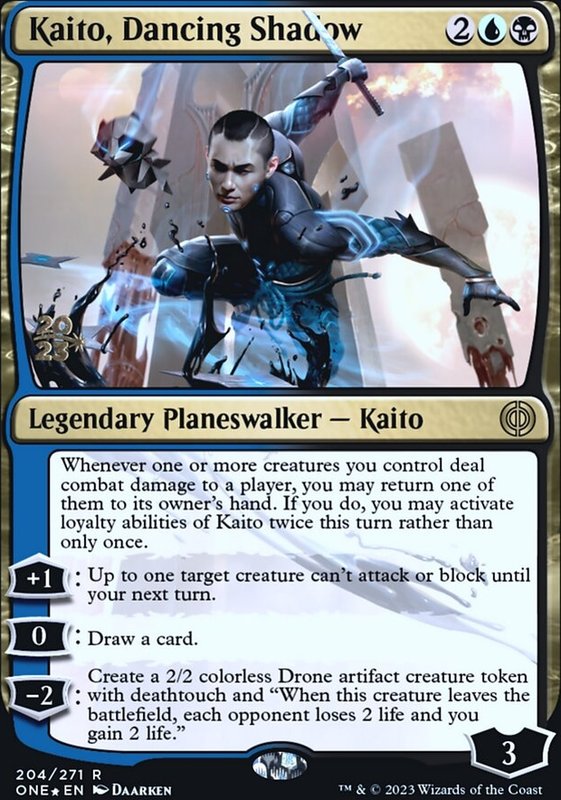 Kaito, Dancing Shadow 2
20
23
Legendary Planeswalker — Kaito
Whenever one or more creatures you control deal
combat damage to a player, you may return one of
them to its owner's hand. If you do, you may activate
loyalty abilities of Kaito twice this turn rather than
only once.
+1 : Up to one target creature can't attack or block until
your next turn.
0 : Draw a card.
−2 : Create a 2/2 colorless Drone artifact creature token
with deathtouch and “When this creature leaves the
battlefield, each opponent loses 2 life and you
gain 2 life.”
3
204/271 R
ONE★EN DAARKEN
™ & © 2023 Wizards of the Coast